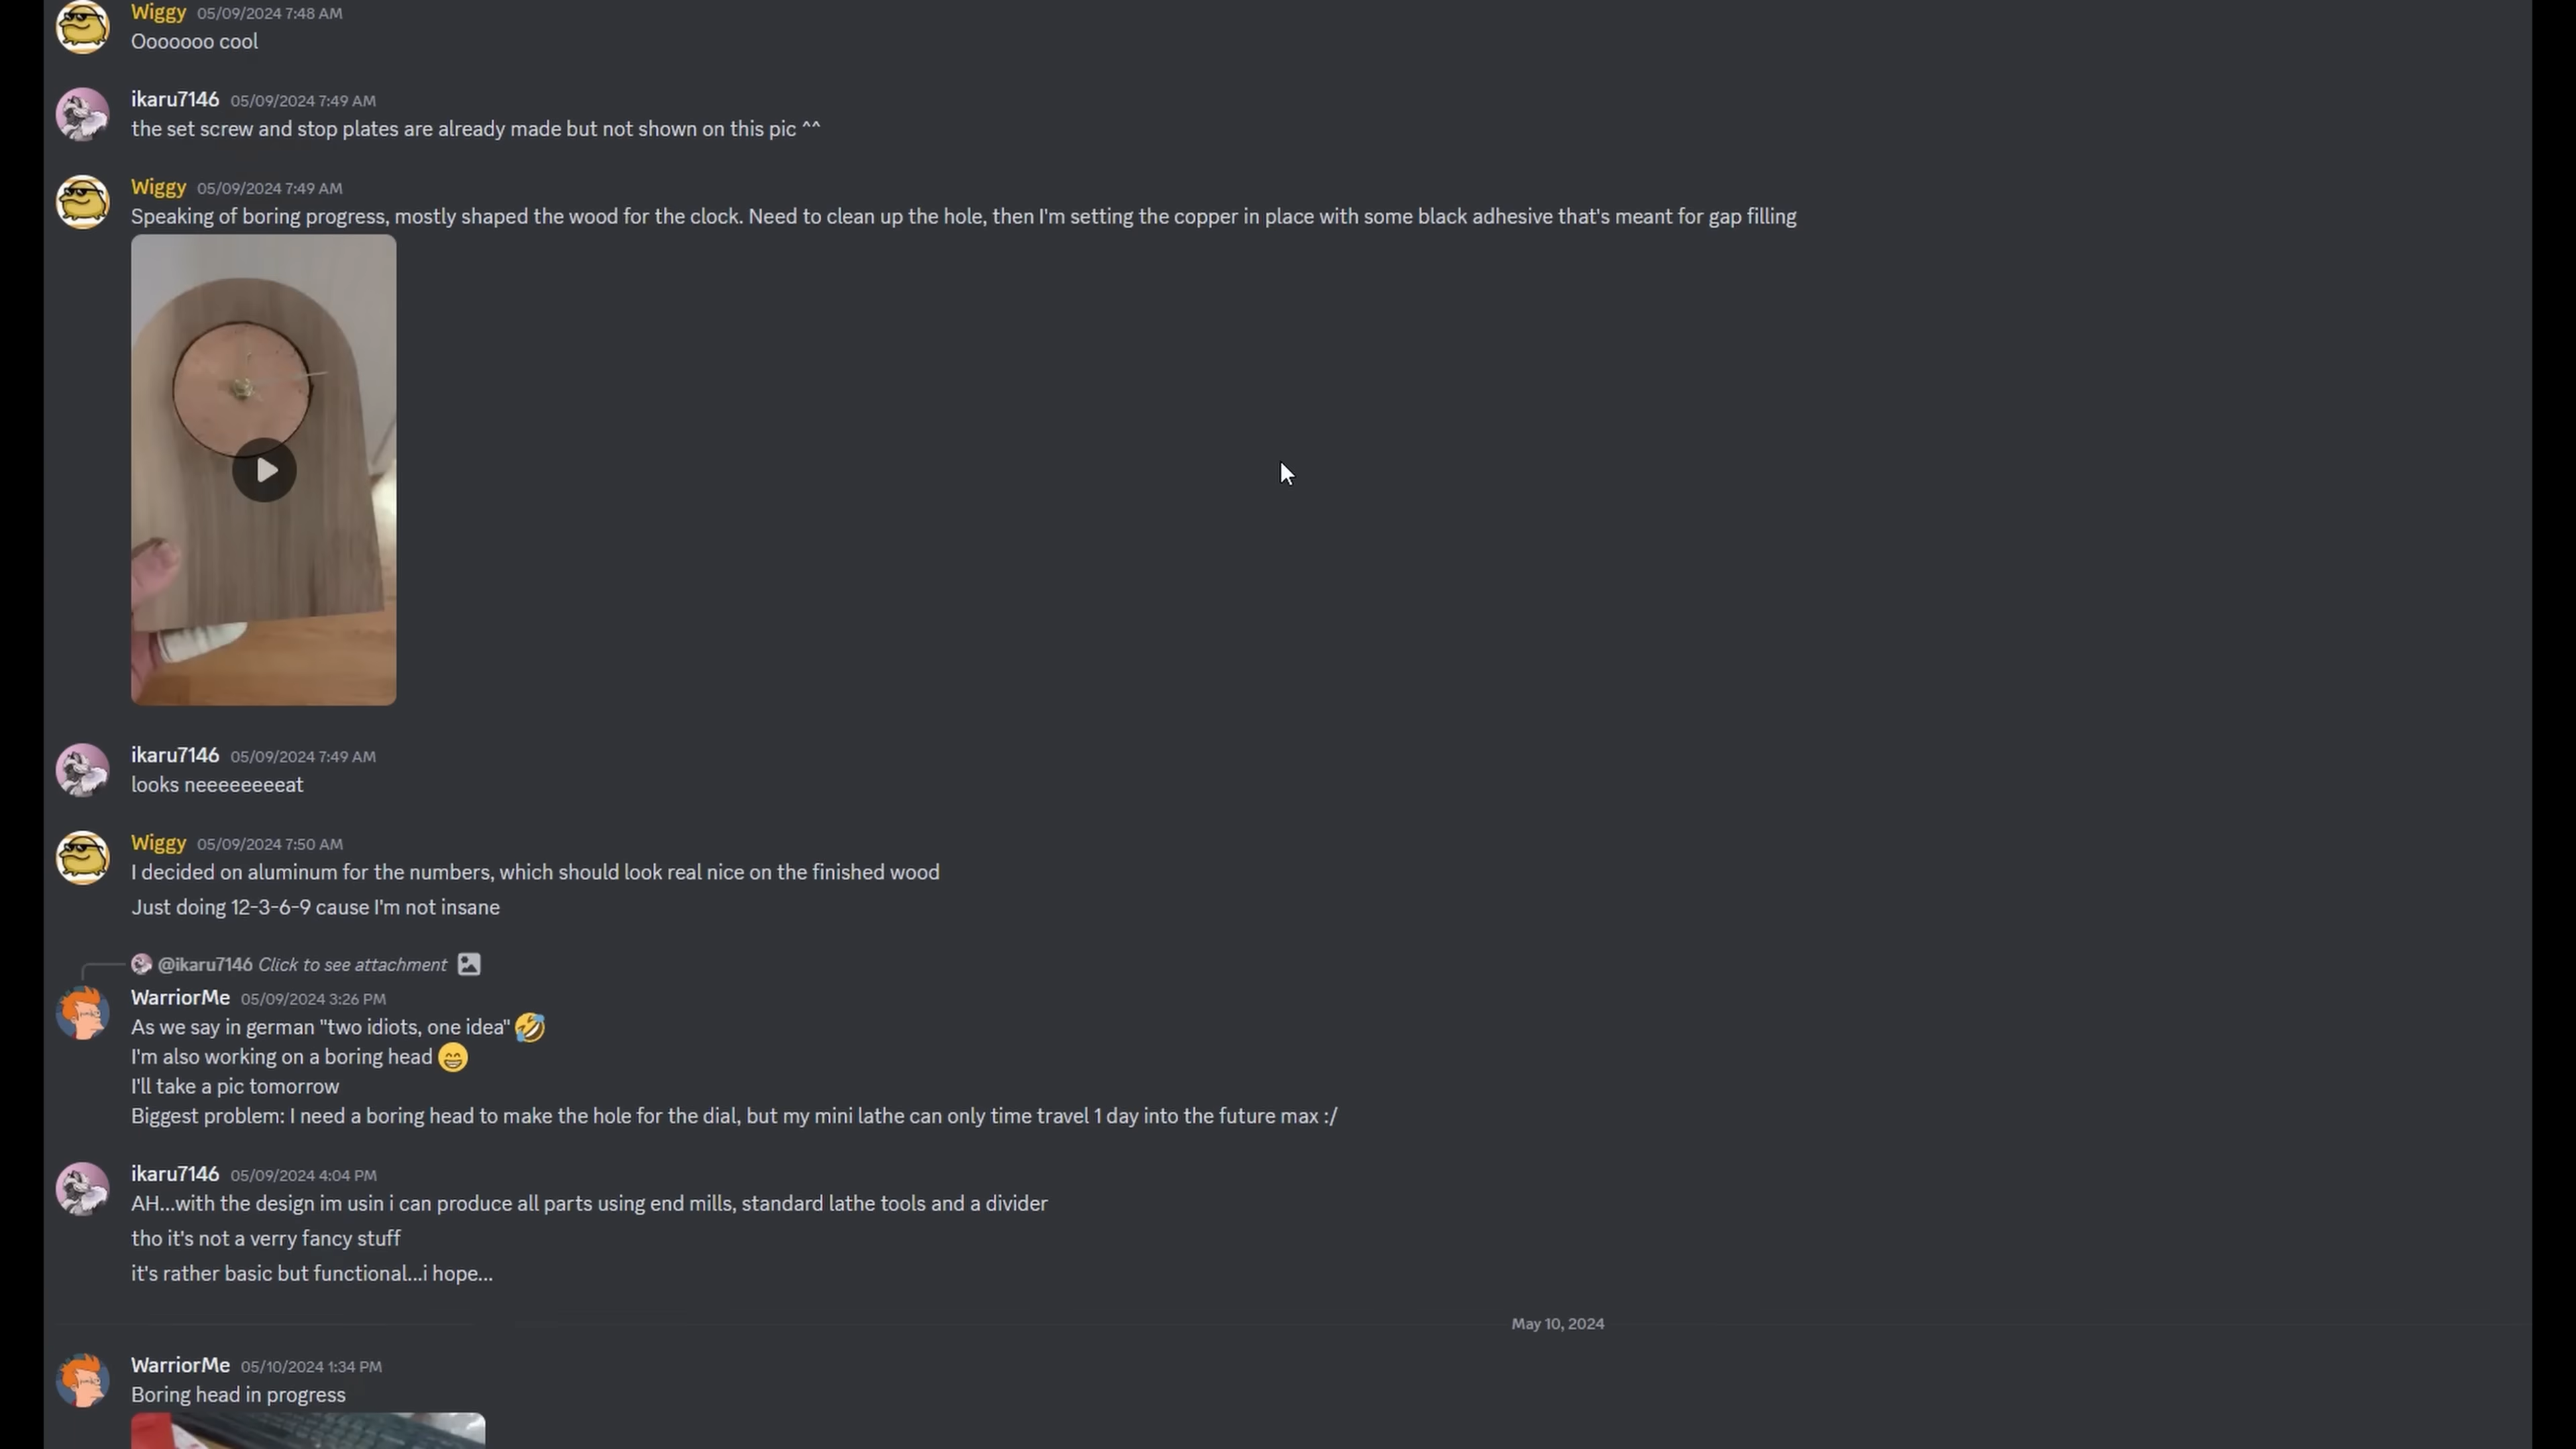 Wiggy 05/09/2024 7:48 AM
Ooooooo cool
ikaru7146 05/09/2024 7:49 AM
the set screw and stop plates are already made but not shown on this pic ^^
Wiggy 05/09/2024 7:49 AM
Speaking of boring progress, mostly shaped the wood for the clock. Need to clean up the hole, then I'm setting the copper in place with some black adhesive that's meant for gap filling
ikaru7146 05/09/2024 7:49 AM
looks neeeeeeeeat
Wiggy 05/09/2024 7:50 AM
I decided on aluminum for the numbers, which should look real nice on the finished wood
Just doing 12-3-6-9 cause I'm not insane
@ikaru7146 Click to see attachment
WarriorMe 05/09/2024 3:26 PM
As we say in german "two idiots, one idea" 🤣
I'm also working on a boring head 😄
I'll take a pic tomorrow
Biggest problem: I need a boring head to make the hole for the dial, but my mini lathe can only time travel 1 day into the future max :/
ikaru7146 05/09/2024 4:04 PM
AH...with the design im usin i can produce all parts using end mills, standard lathe tools and a divider
tho it's not a verry fancy stuff
it's rather basic but functional...i hope...
May 10, 2024
WarriorMe 05/10/2024 1:34 PM
Boring head in progress